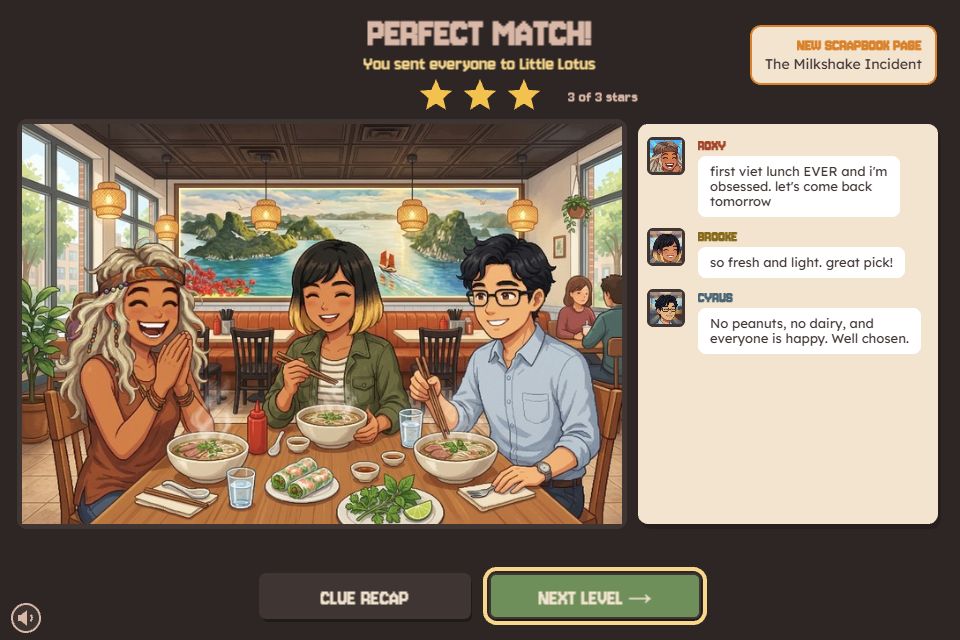 PERFECT MATCH!
You sent everyone to Little Lotus
3 of 3 stars
NEW SCRAPBOOK PAGE
The Milkshake Incident
ROXY
first viet lunch EVER and i'm
obsessed. let's come back
tomorrow
BROOKE
so fresh and light. great pick!
CYRUS
No peanuts, no dairy, and
everyone is happy. Well chosen.
CLUE RECAP
NEXT LEVEL →